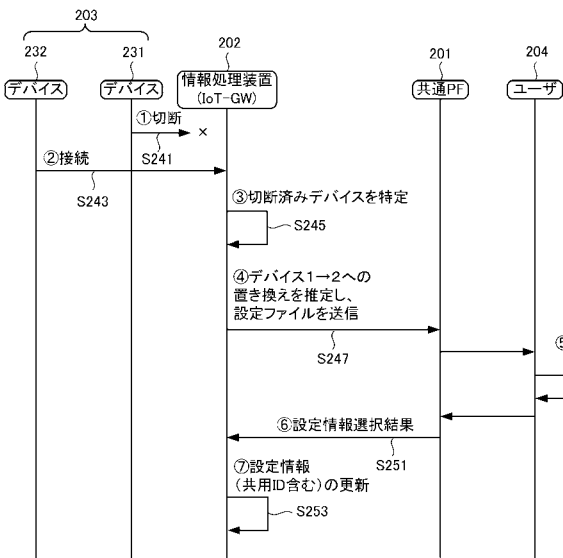 203
232
231
202
201
204
デバイス
デバイス
情報処理装置
(IoT-GW)
共通PF
ユーザ
①切断
×
S241
②接続
S243
③切断済みデバイスを特定
S245
④デバイス1→2への
置き換えを推定し、
設定ファイルを送信
S247
⑤
⑥設定情報選択結果
S251
⑦設定情報
(共用ID含む)の更新
S253